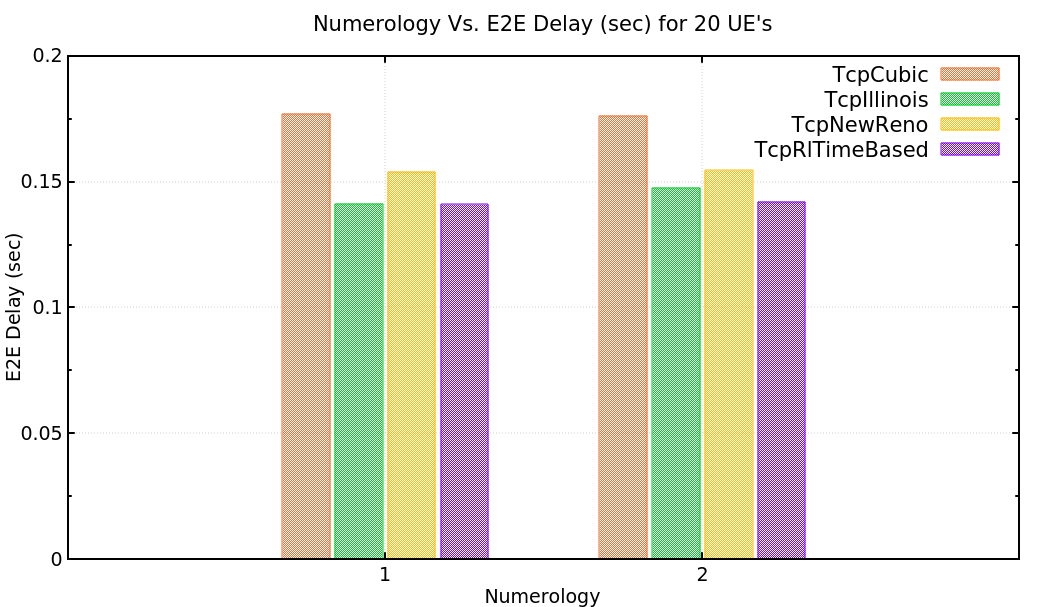 Numerology Vs. E2E Delay (sec) for 20 UE's
0.2
0.15
0.1
0.05
0
E2E Delay (sec)
TcpCubic
TcpIllinois
TcpNewReno
TcpRlTimeBased
1
2
Numerology